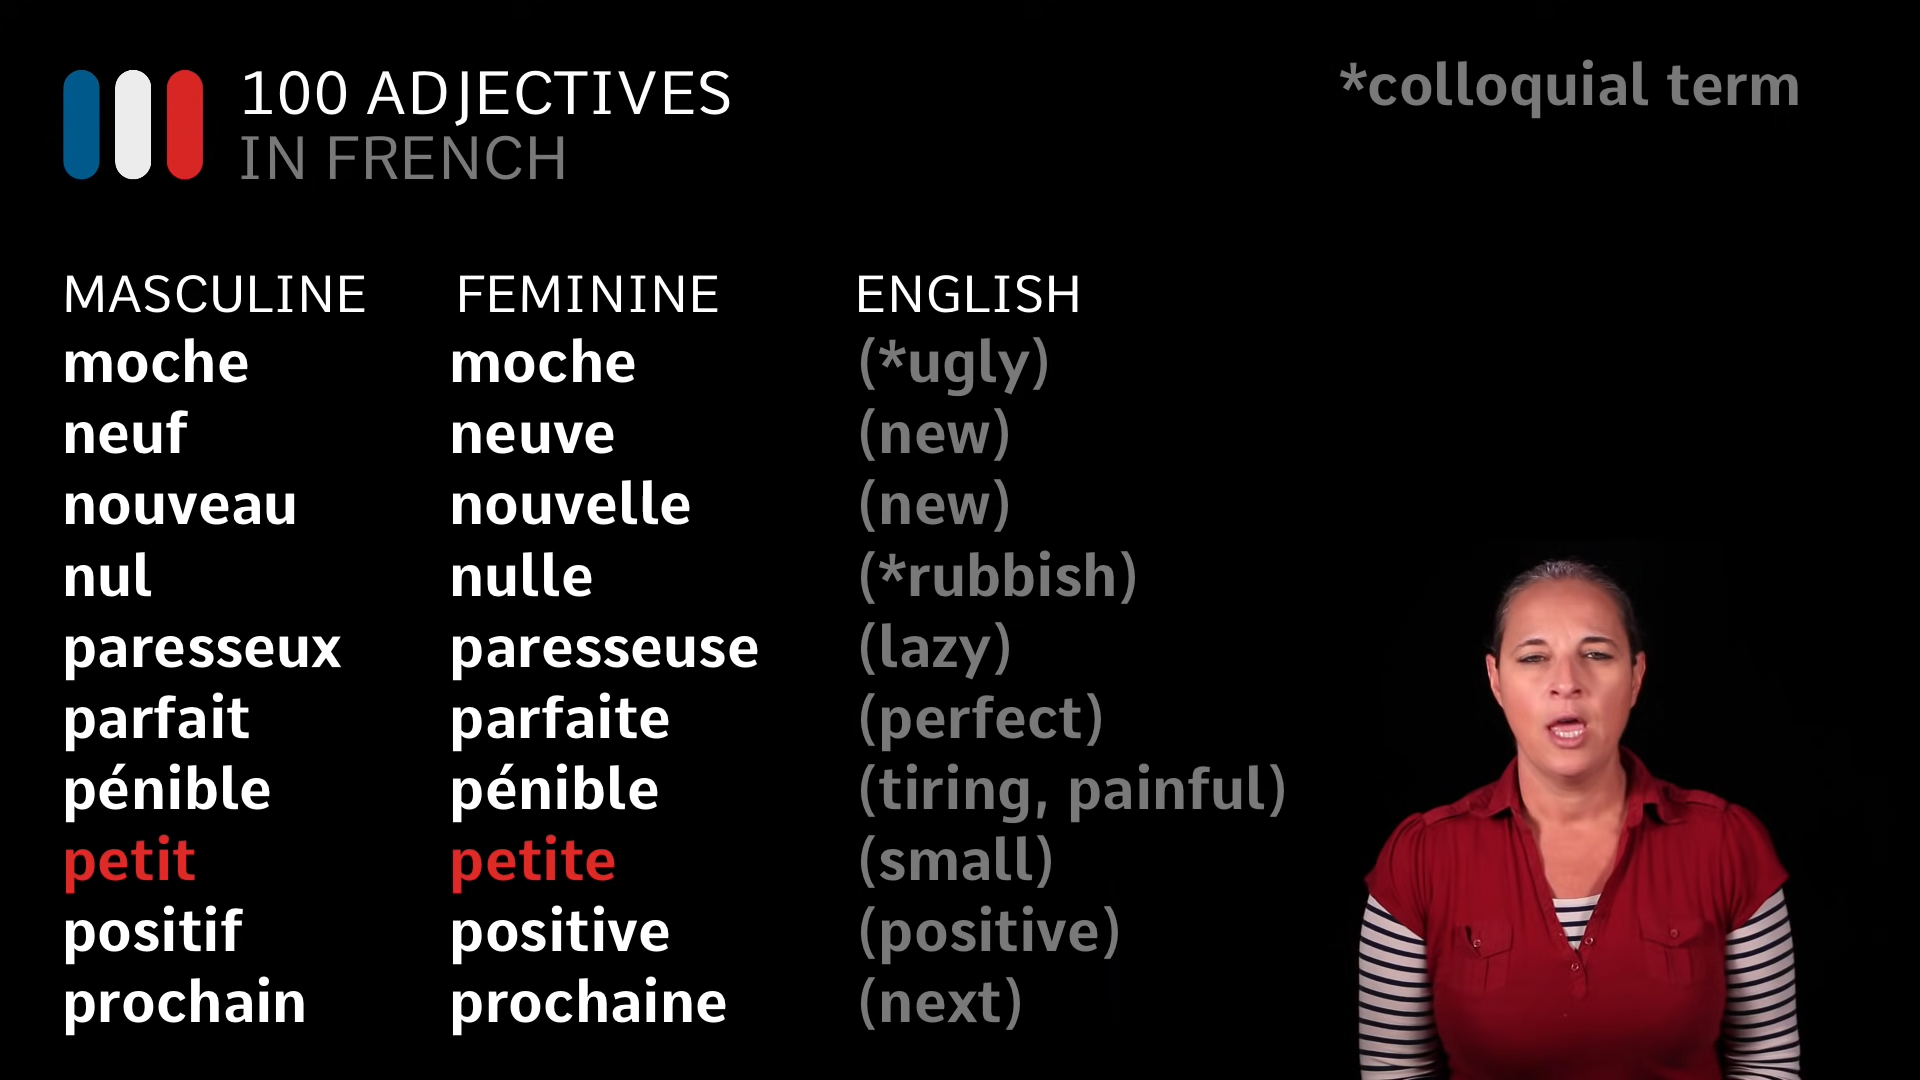 100 ADJECTIVES
IN FRENCH
*colloquial term
MASCULINE FEMININE ENGLISH
moche moche (*ugly)
neuf neuve (new)
nouveau nouvelle (new)
nul nulle (*rubbish)
paresseux paresseuse (lazy)
parfait parfaite (perfect)
pénible pénible (tiring, painful)
petit petite (small)
positif positive (positive)
prochain prochaine (next)